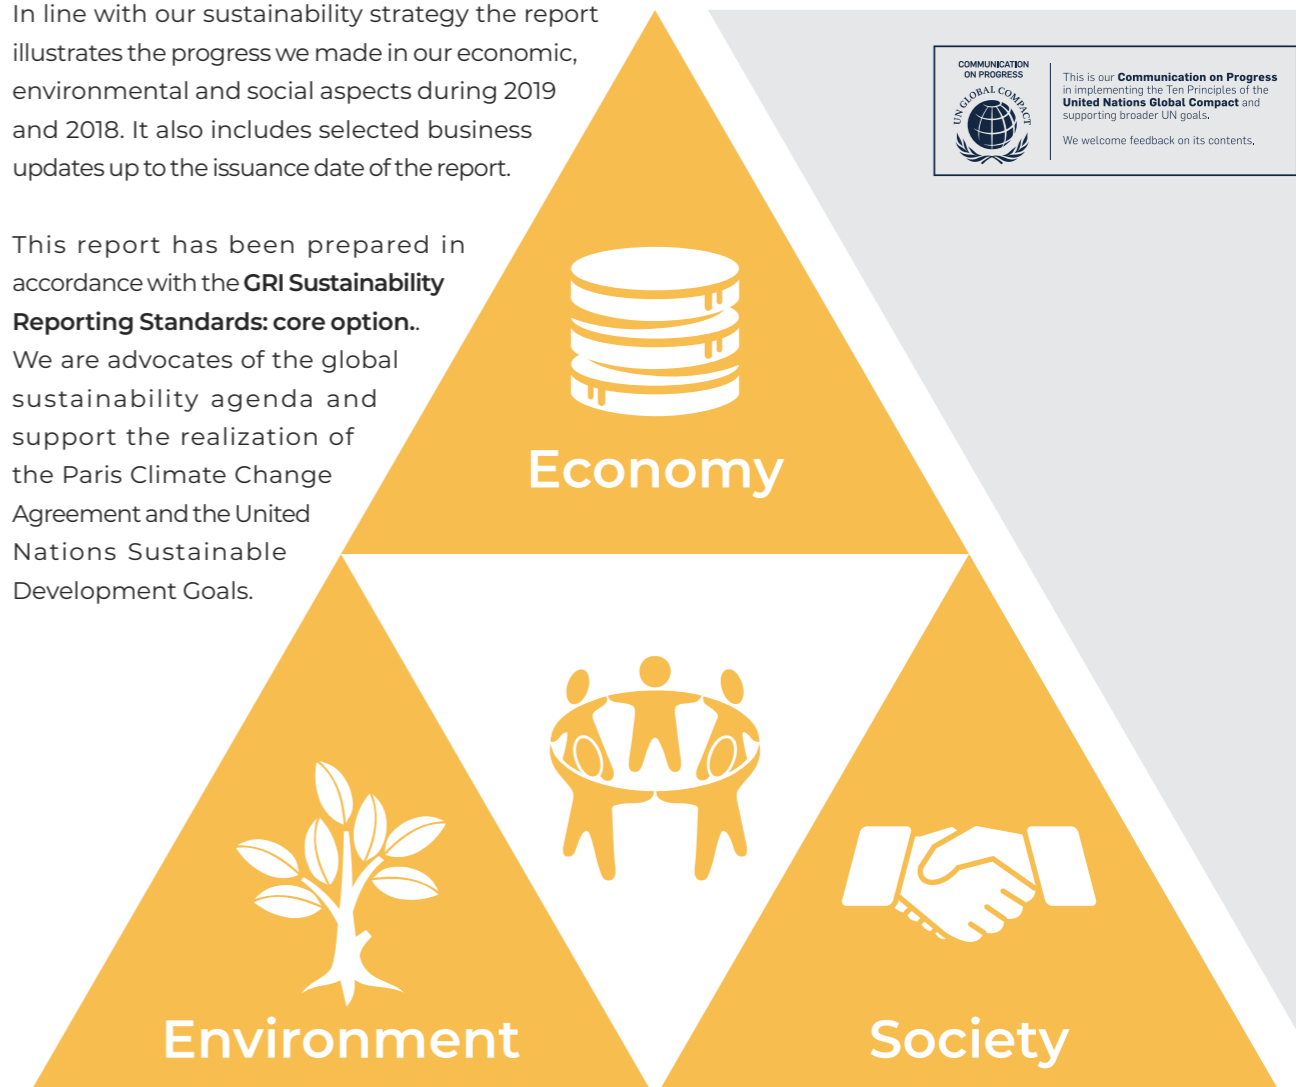 In line with our sustainability strategy the report
illustrates the progress we made in our economic,
environmental and social aspects during 2019
and 2018. It also includes selected business
updates up to the issuance date of the report.
This report has been prepared in
accordance with the GRI Sustainability
Reporting Standards: core option..
We are advocates of the global
sustainability agenda and
support the realization of
the Paris Climate Change
Agreement and the United
Nations Sustainable
Development Goals.
COMMUNICATION
ON PROGRESS
UN GLOBAL COMPACT
This is our Communication on Progress
in implementing the Ten Principles of the
United Nations Global Compact and
supporting broader UN goals.
We welcome feedback on its contents.
Economy
Environment
Society